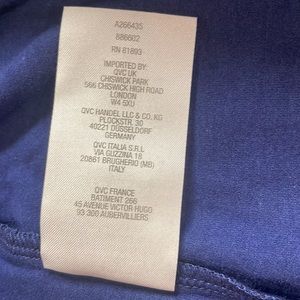 A266435
886602
RN 81893
IMPORTED BY:
QVC UK
CHISWICK PARK
566 CHISWICK HIGH ROAD
LONDON
W4 5XU
QVC HANDEL LLC & CO. KG
PLOCKSTR. 30
40221 DUSSELDORF
GERMANY
QVC ITALIA S.R.L
VIA GUZZINA 18
20861 BRUGHERIO (MB)
ITALY
QVC FRANCE
BATIMENT 266
45 AVENUE VICTOR HUGO
93 300 AUBERVILLIERS